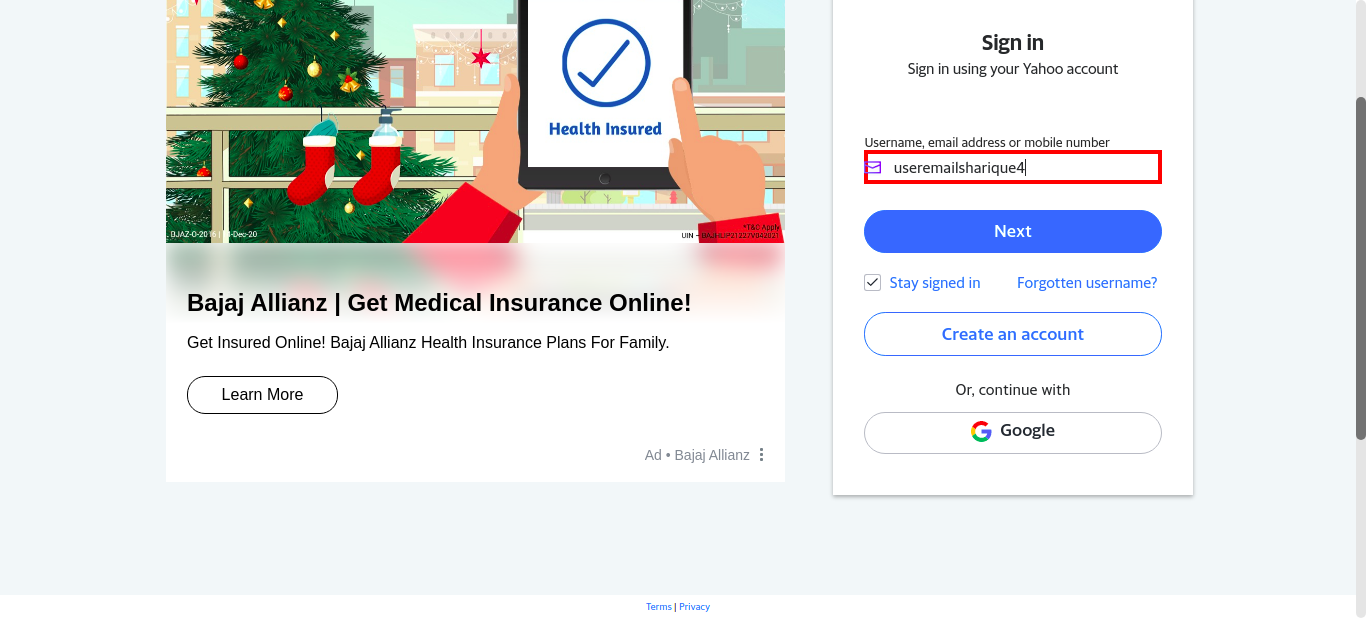 Health Insured
*T&C Apply
BJAZ-O-2016 | 18-Dec-20
Bajaj Allianz | Get Medical Insurance Online!
Get Insured Online! Bajaj Allianz Health Insurance Plans For Family.
Learn More
Ad • Bajaj Allianz
Sign in
Sign in using your Yahoo account
Username, email address or mobile number
useremailsharique4
Next
Stay signed in Forgotten username?
Create an account
Or, continue with
Google
Terms | Privacy